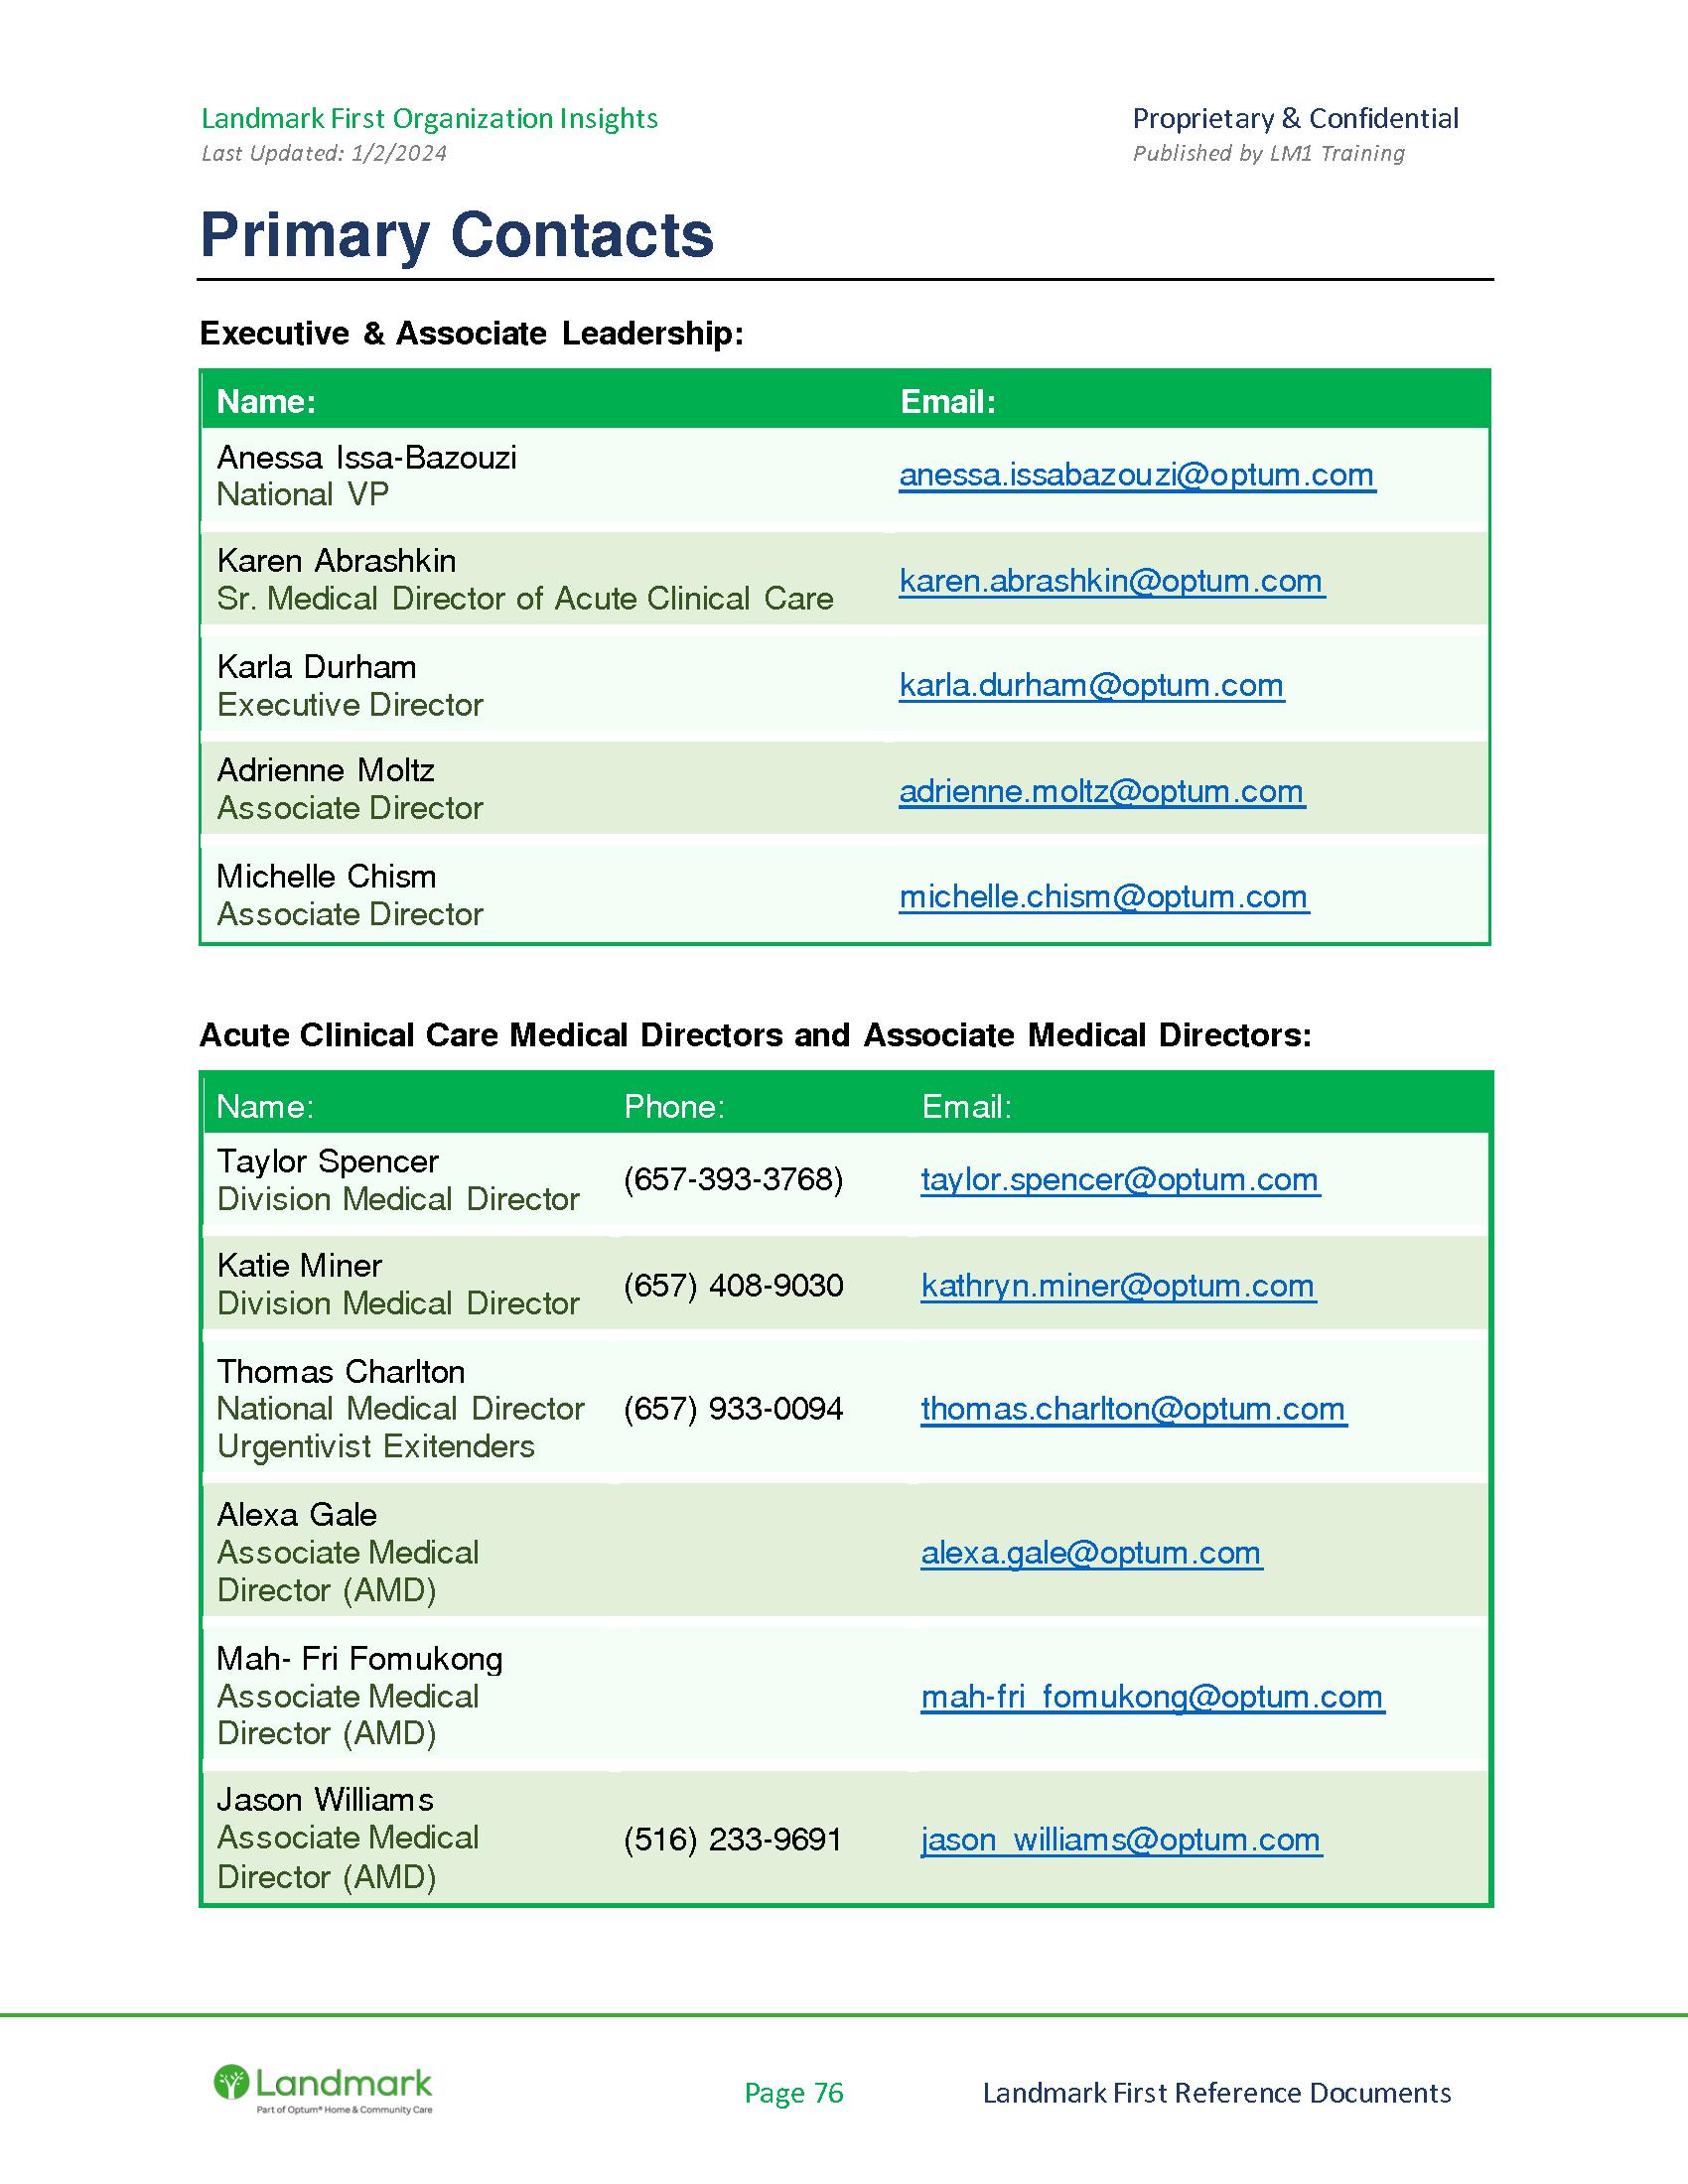 Landmark First Organization Insights
Last Updated: 1/2/2024
Proprietary & Confidential
Published by LM1 Training
Primary Contacts
Executive & Associate Leadership:
Name: Email:
Anessa Issa-Bazouzi
National VP
anessa.issabazouzi@optum.com
Karen Abrashkin
Sr. Medical Director of Acute Clinical Care
karen.abrashkin@optum.com
Karla Durham
Executive Director
karla.durham@optum.com
Adrienne Moltz
Associate Director
adrienne.moltz@optum.com
Michelle Chism
Associate Director
michelle.chism@optum.com
Acute Clinical Care Medical Directors and Associate Medical Directors:
Name: Phone: Email:
Taylor Spencer
Division Medical Director
(657-393-3768) taylor.spencer@optum.com
Katie Miner
Division Medical Director
(657) 408-9030 kathryn.miner@optum.com
Thomas Charlton
National Medical Director
Urgentivist Exitenders
(657) 933-0094 thomas.charlton@optum.com
Alexa Gale
Associate Medical
Director (AMD)
alexa.gale@optum.com
Mah- Fri Fomukong
Associate Medical
Director (AMD)
mah-fri_fomukong@optum.com
Jason Williams
Associate Medical
Director (AMD)
(516) 233-9691 jason_williams@optum.com
Landmark
Part of Optum® Home & Community Care
Page 76
Landmark First Reference Documents